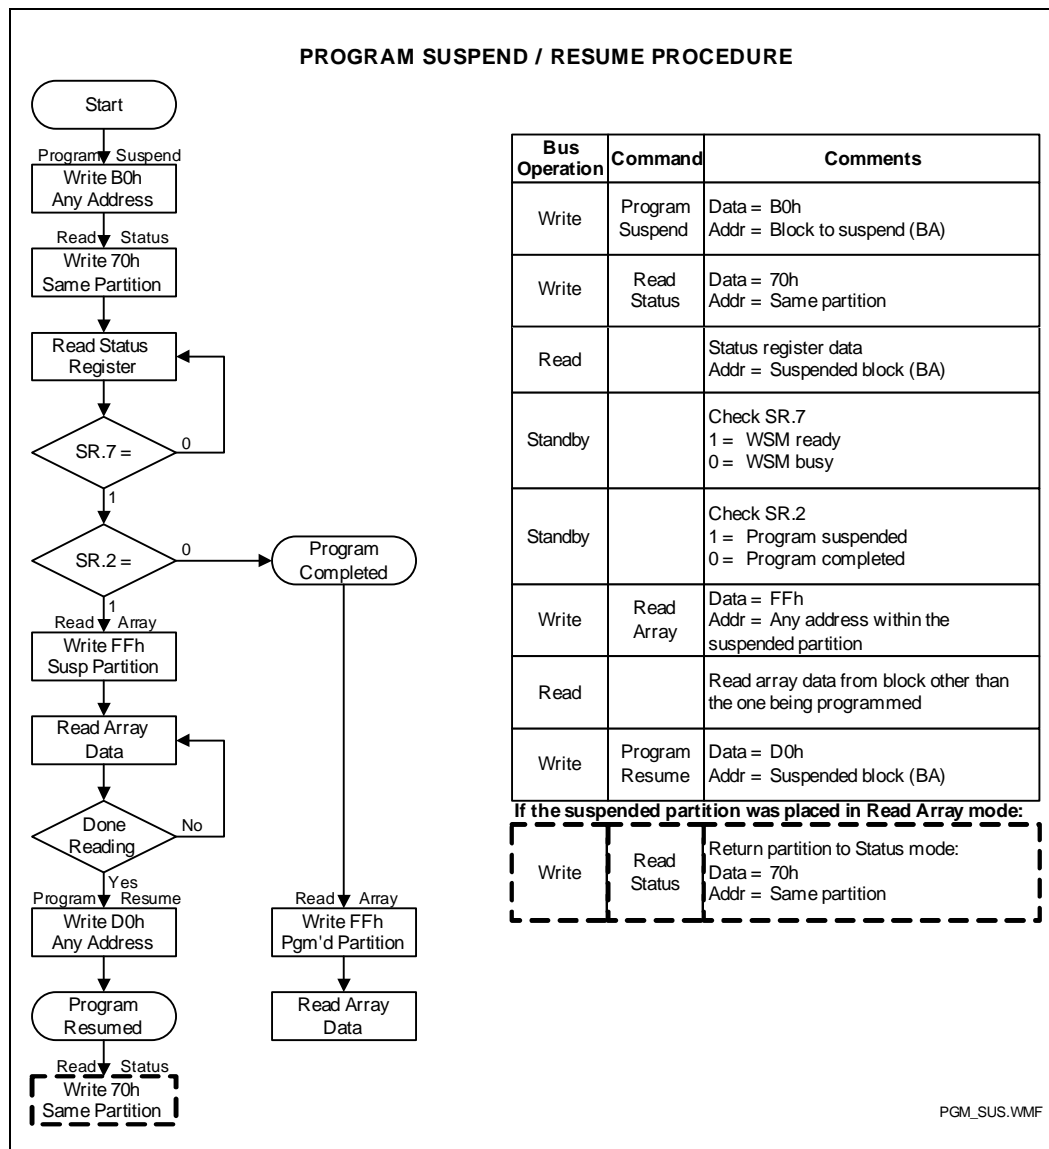 PROGRAM SUSPEND / RESUME PROCEDURE
Start
Program Suspend
Write B0h
Any Address
Read Status
Write 70h
Same Partition
Read Status
Register
SR.7 =
0
1
SR.2 =
0
Program
Completed
1
Read Array
Write FFh
Susp Partition
Read Array
Data
Done
Reading
No
Yes
Program Resume
Write D0h
Any Address
Program
Resumed
Read Status
Write 70h
Same Partition
Read Array
Write FFh
Pgm'd Partition
Read Array
Data
Bus
Operation
Command
Comments
Write
Program
Suspend
Data = B0h
Addr = Block to suspend (BA)
Write
Read
Status
Data = 70h
Addr = Same partition
Read
Status register data
Addr = Suspended block (BA)
Standby
Check SR.7
1 = WSM ready
0 = WSM busy
Standby
Check SR.2
1 = Program suspended
0 = Program completed
Write
Read
Array
Data = FFh
Addr = Any address within the
suspended partition
Read
Read array data from block other than
the one being programmed
Write
Program
Resume
Data = D0h
Addr = Suspended block (BA)
If the suspended partition was placed in Read Array mode:
Write
Read
Status
Return partition to Status mode:
Data = 70h
Addr = Same partition
PGM_SUS.WMF